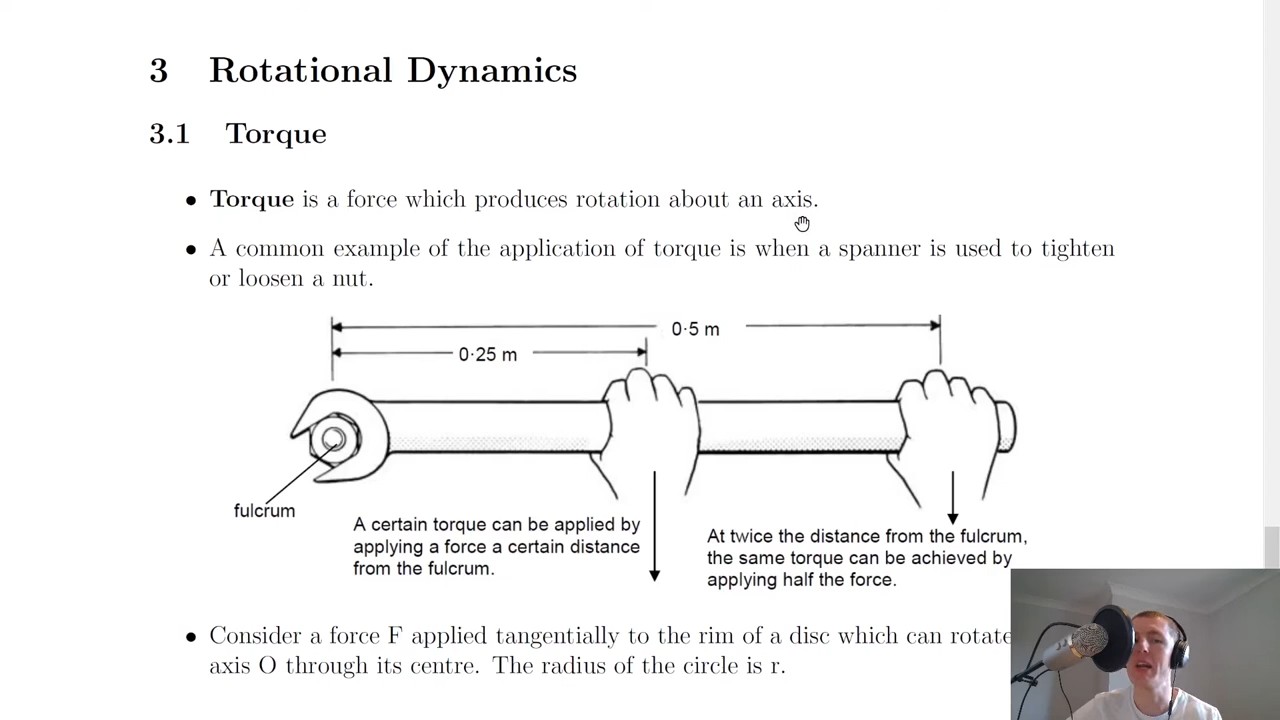 3 Rotational Dynamics
3.1 Torque
• Torque is a force which produces rotation about an axis.
• A common example of the application of torque is when a spanner is used to tighten
or loosen a nut.
0·5 m
0·25 m
fulcrum
A certain torque can be applied by
applying a force a certain distance
from the fulcrum.
At twice the distance from the fulcrum,
the same torque can be achieved by
applying half the force.
• Consider a force F applied tangentially to the rim of a disc which can rotate
axis O through its centre. The radius of the circle is r.